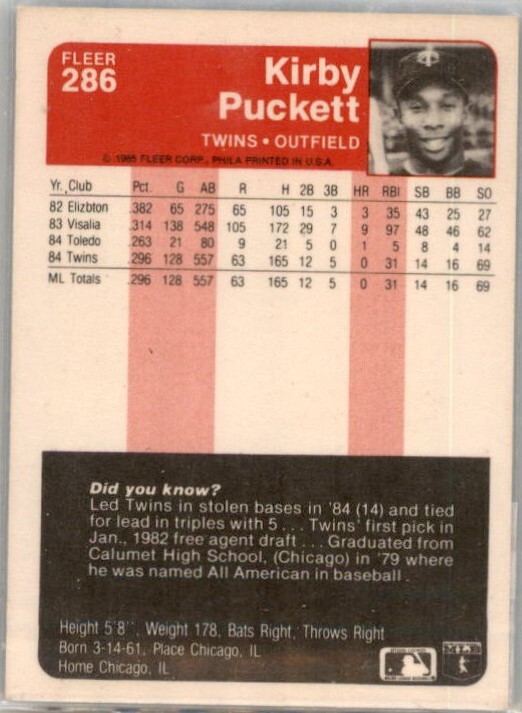 FLEER
286
Kirby
Puckett
TWINS • OUTFIELD
© 1985 FLEER CORP., PHILA PRINTED IN U.S.A.
Yr. Club Pct. G AB R H 2B 3B HR RBI SB BB SO
82 Elizbton .382 65 275 65 105 15 3 3 35 43 25 27
83 Visalia .314 138 548 105 172 29 7 9 97 48 46 62
84 Toledo .263 21 80 9 21 5 0 1 5 8 4 14
84 Twins .296 128 557 63 165 12 5 0 31 14 16 69
ML Totals .296 128 557 63 165 12 5 0 31 14 16 69
Did you know?
Led Twins in stolen bases in '84 (14) and tied
for lead in triples with 5 . . . Twins' first pick in
Jan., 1982 free agent draft . . . Graduated from
Calumet High School, (Chicago) in '79 where
he was named All American in baseball.
Height 5'8", Weight 178, Bats Right, Throws Right
Born 3-14-61, Place Chicago, IL
Home Chicago, IL